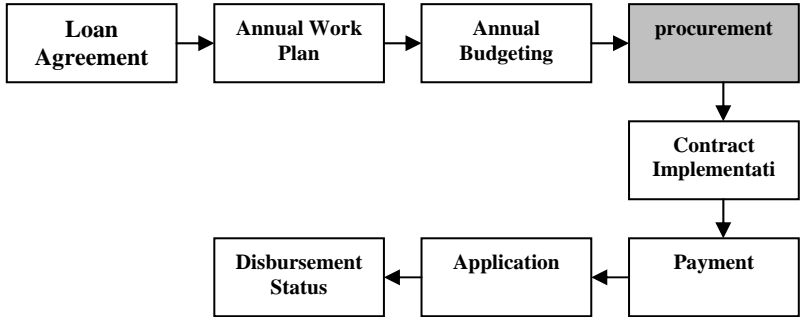 Loan
Agreement
Annual Work
Plan
Annual
Budgeting
procurement
Contract
Implementati
Payment
Application
Disbursement
Status